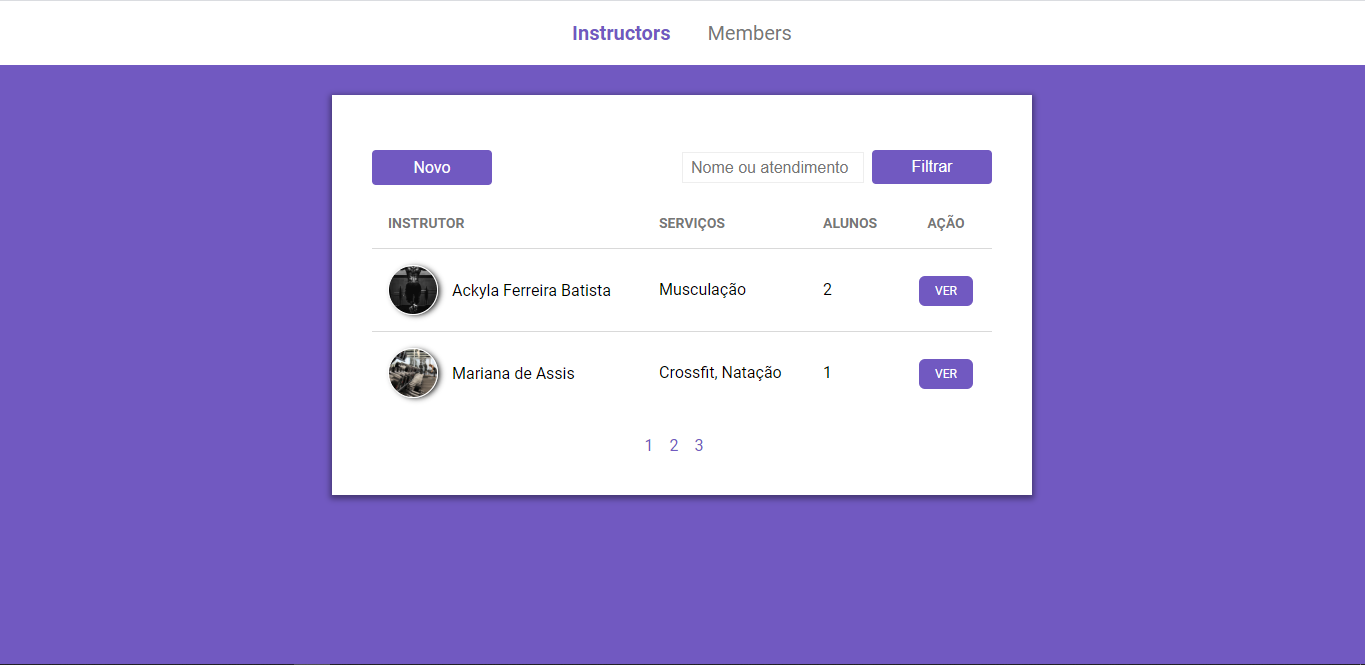 Instructors Members
Novo Nome ou atendimento Filtrar
INSTRUTOR SERVIÇOS ALUNOS AÇÃO
Ackyla Ferreira Batista Musculação 2 VER
Mariana de Assis Crossfit, Natação 1 VER
1 2 3